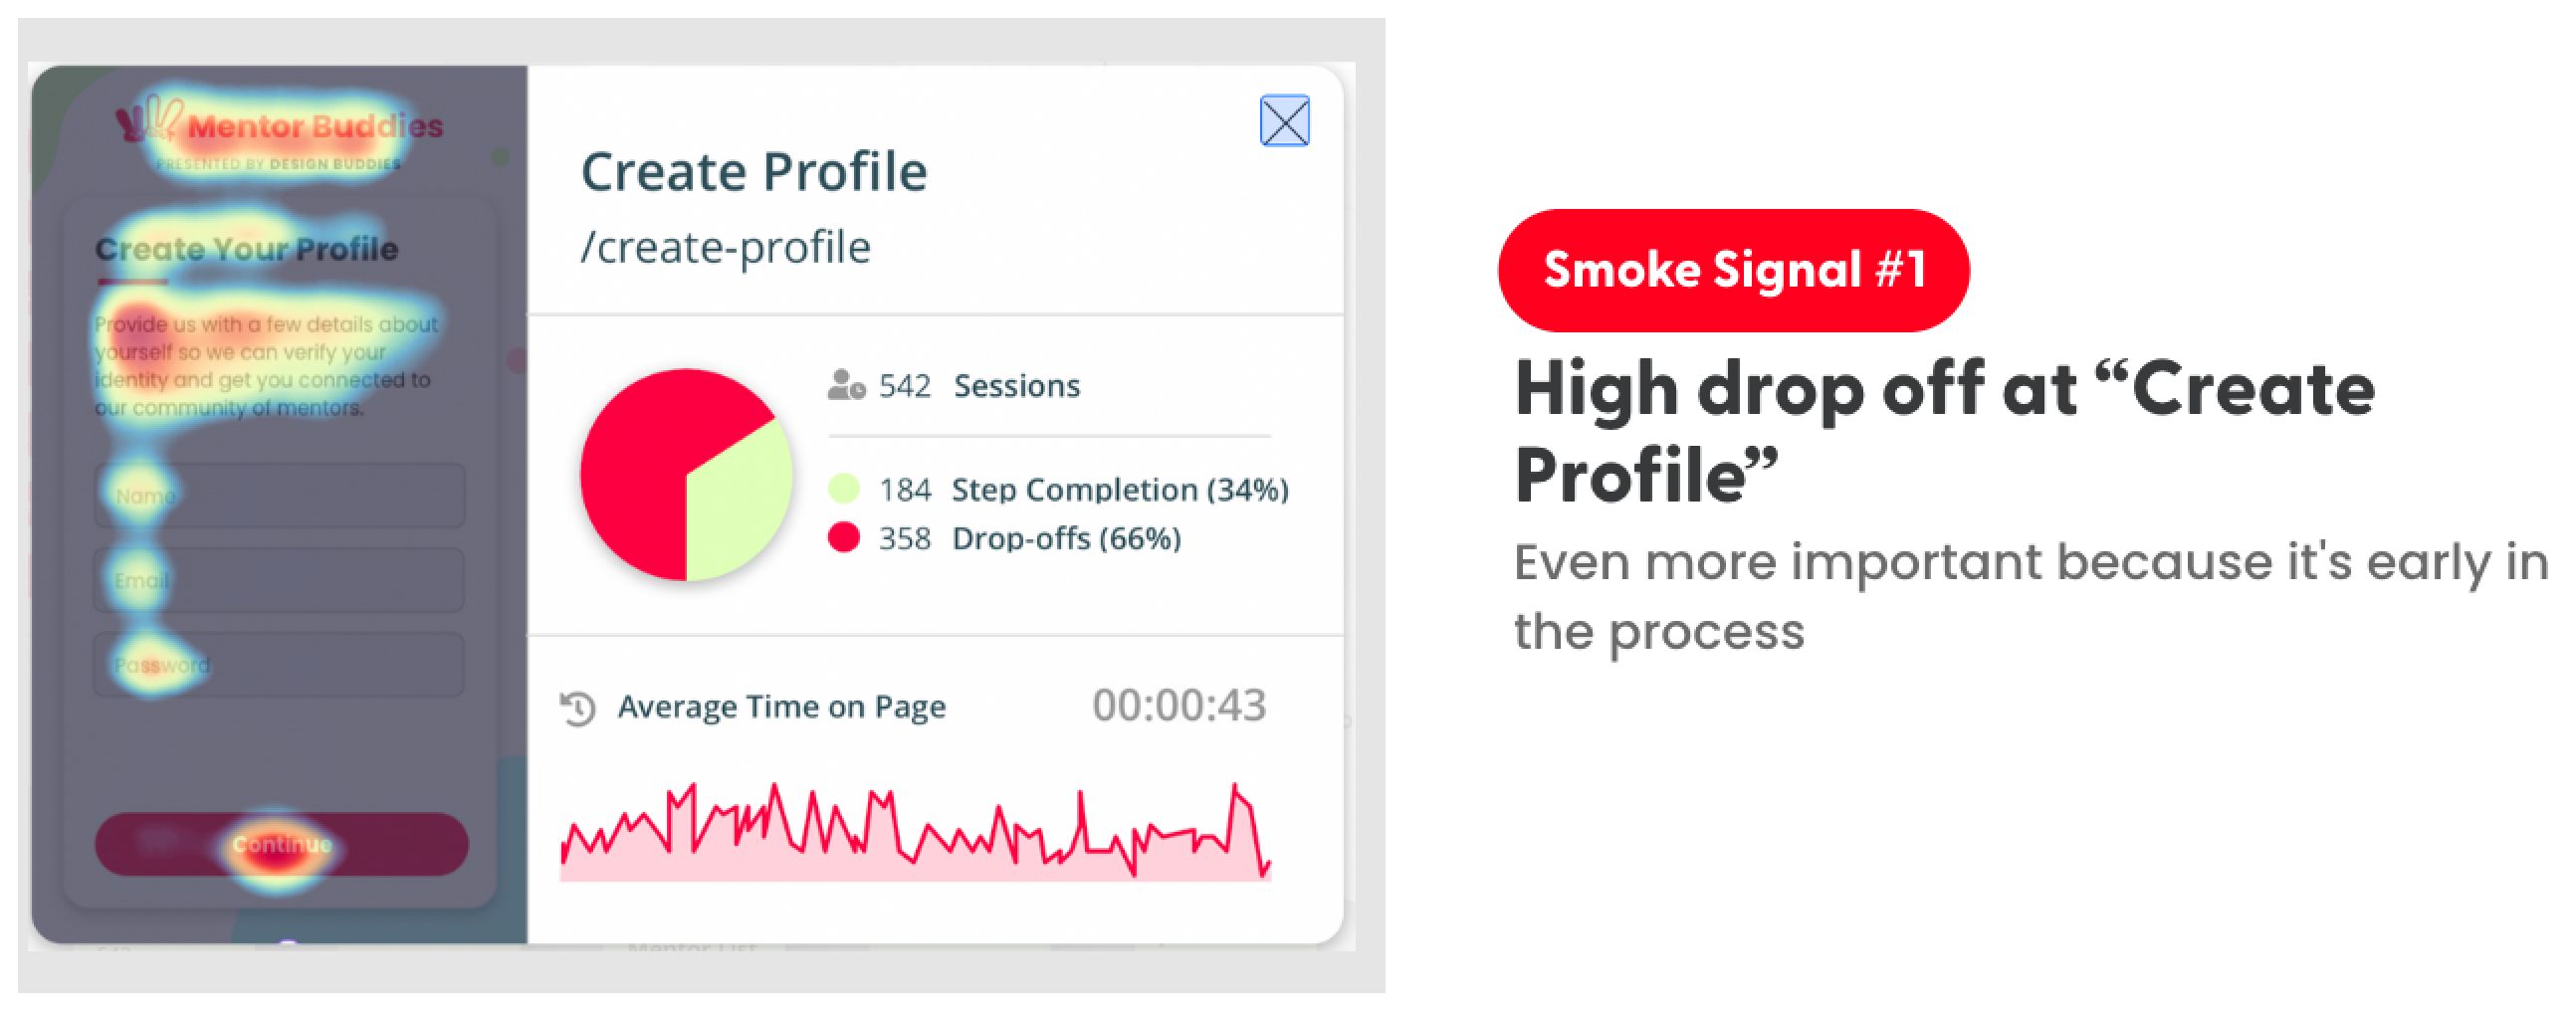 Mentor Buddies
PRESENTED BY DESIGN BUDDIES
Create Your Profile
Provide us with a few details about
yourself so we can verify your
identity and get you connected to
our community of mentors.
Name
Email
Password
Continue
Create Profile
/create-profile
542 Sessions
184 Step Completion (34%)
358 Drop-offs (66%)
Average Time on Page 00:00:43
Mentor List
Smoke Signal #1
High drop off at “Create
Profile”
Even more important because it's early in
the process